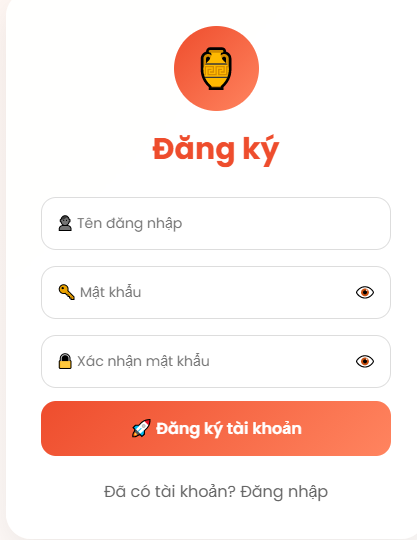 Đăng ký
Tên đăng nhập
Mật khẩu
Xác nhận mật khẩu
Đăng ký tài khoản
Đã có tài khoản? Đăng nhập